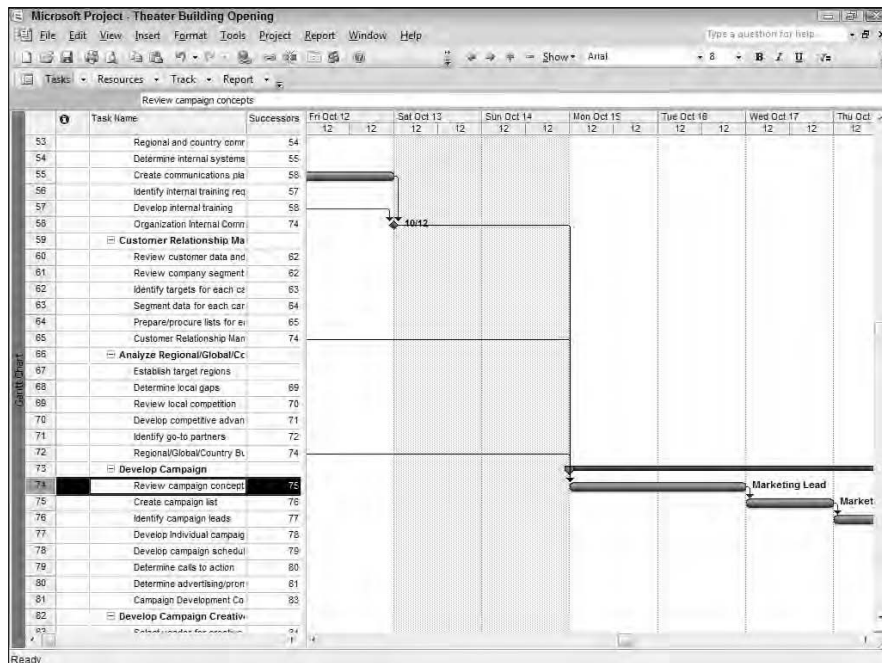 Microsoft Project - Theater Building Opening
File Edit View Insert Format Tools Project Report Window Help Type a question for help
Show Arial 8 B I U
Tasks Resources Track Report
Review campaign concepts
Task Name Successors Fri Oct 12 Sat Oct 13 Sun Oct 14 Mon Oct 15 Tue Oct 16 Wed Oct 17 Thu Oct
12 12 12 12 12 12 12 12 12 12 12 12 12
53 Regional and country comr 54
54 Determine internal systems 55
55 Create communications pla 58
56 Identify internal training req 57
57 Develop internal training 58
58 Organization Internal Comn 74 10/12
59 Customer Relationship Ma
60 Review customer data and 62
61 Review company segment 62
62 Identify targets for each ca 63
63 Segment data for each car 64
64 Prepare/procure lists for e 65
65 Customer Relationship Man 74
66 Analyze Regional/Global/Cc
67 Establish target regions
68 Determine local gaps 69
69 Review local competition 70
70 Develop competitive advan 71
71 Identify go-to partners 72
72 Regional/Global/Country Bu 74
73 Develop Campaign
74 Review campaign concept 75 Marketing Lead
75 Create campaign list 76 Market
76 Identify campaign leads 77
77 Develop Individual campaig 78
78 Develop campaign schedul 79
79 Determine calls to action 80
80 Determine advertising/pron 81
81 Campaign Development Co 83
82 Develop Campaign Creative
Gantt Chart
Ready